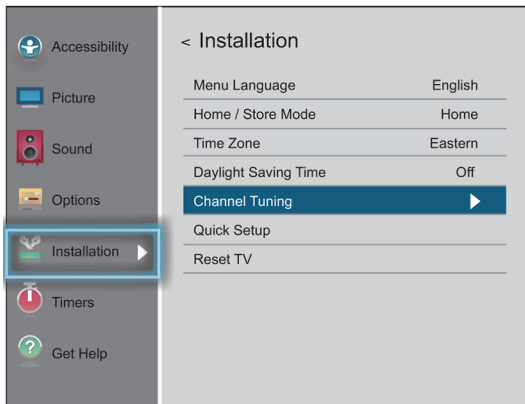 Accessibility
Picture
Sound
Options
Installation
Timers
Get Help
< Installation
Menu Language English
Home / Store Mode Home
Time Zone Eastern
Daylight Saving Time Off
Channel Tuning
Quick Setup
Reset TV